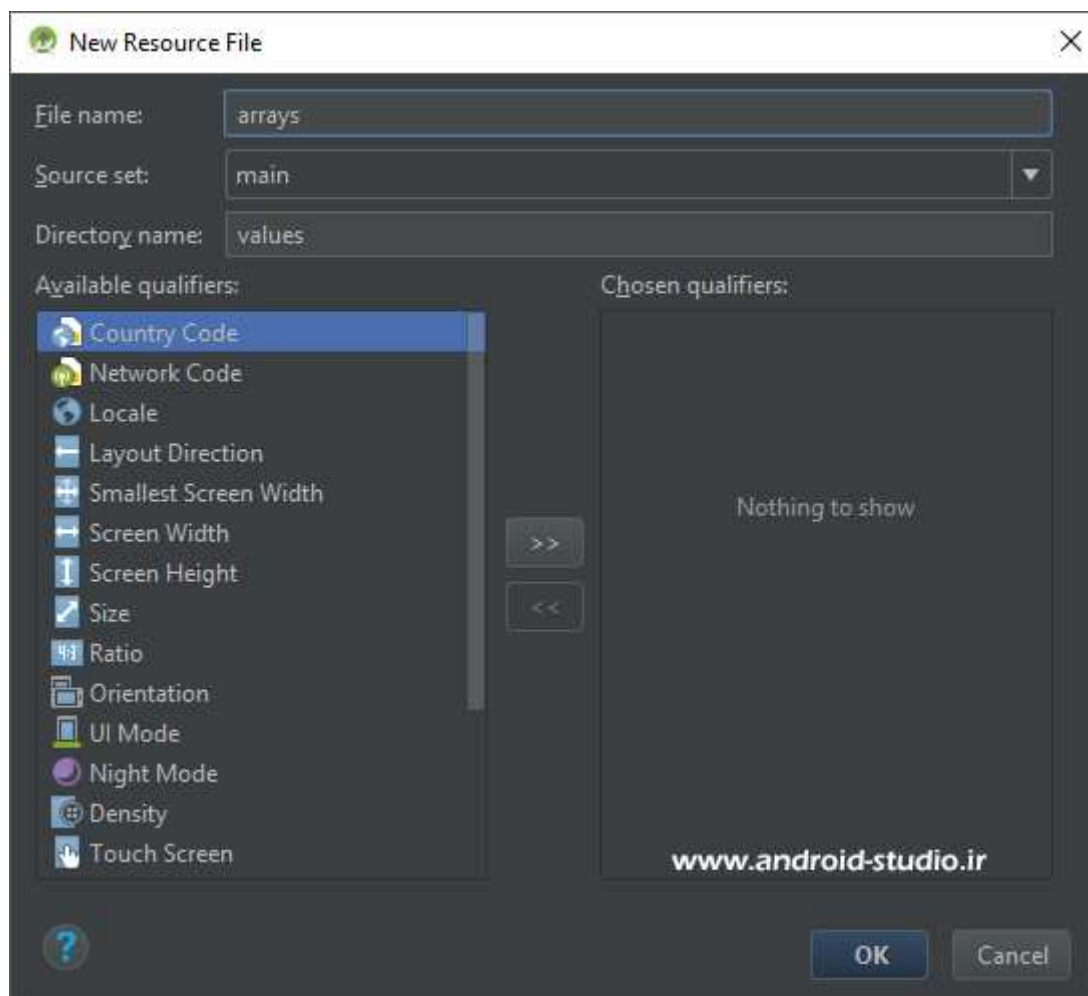 New Resource File
File name: arrays
Source set: main
Directory name: values
Available qualifiers:
Country Code
Network Code
Locale
Layout Direction
Smallest Screen Width
Screen Width
Screen Height
Size
Ratio
Orientation
UI Mode
Night Mode
Density
Touch Screen
>>
<<
Chosen qualifiers:
Nothing to show
www.android-studio.ir
?
OK
Cancel